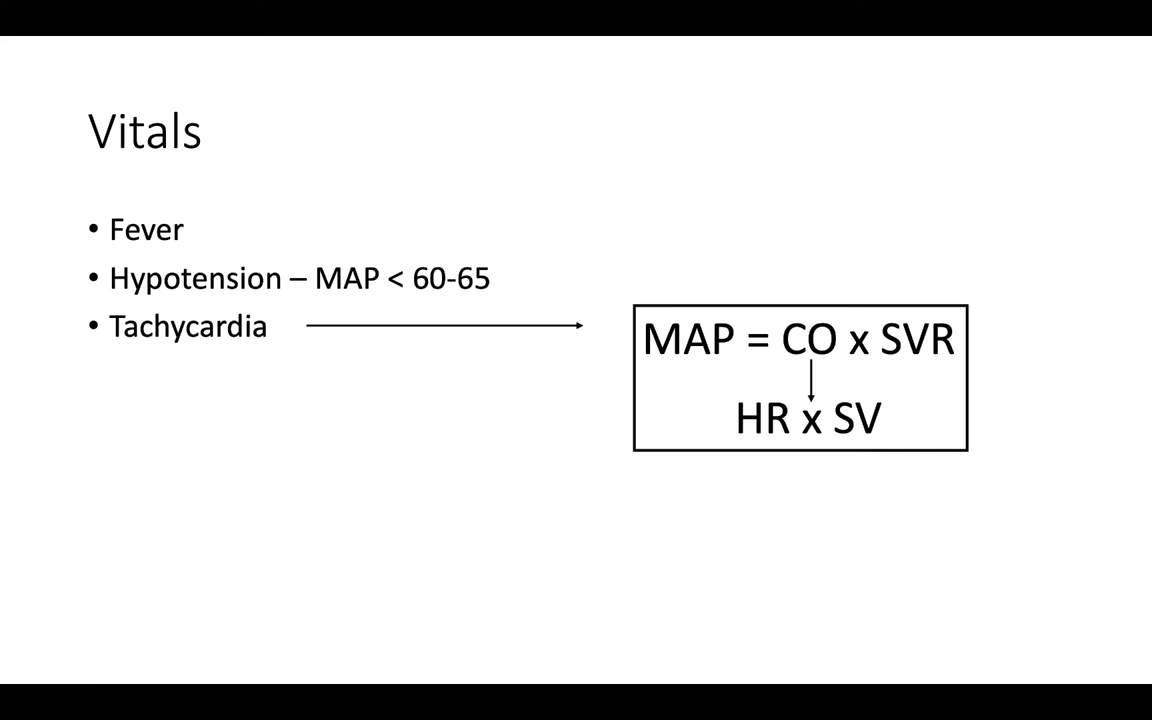 Vitals
• Fever
• Hypotension – MAP < 60-65
• Tachycardia
MAP = CO x SVR
HR x SV